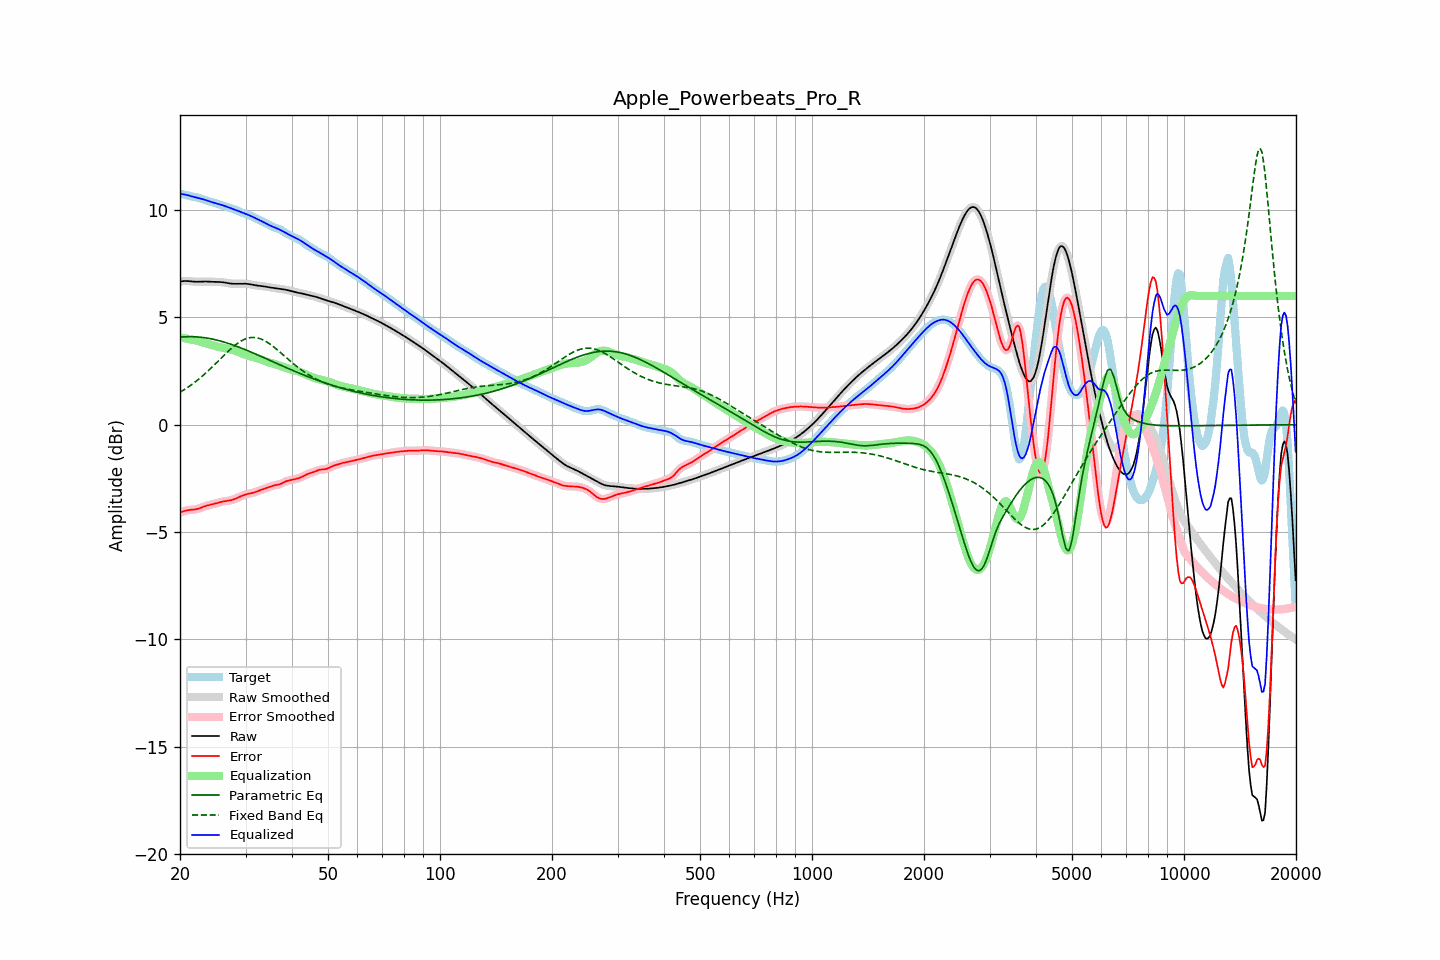 Apple_Powerbeats_Pro_R
Amplitude (dBr)
10
5
0
−5
−10
−15
−20
Target
Raw Smoothed
Error Smoothed
Raw
Error
Equalization
Parametric Eq
Fixed Band Eq
Equalized
20 50 100 200 500 1000 2000 5000 10000 20000
Frequency (Hz)